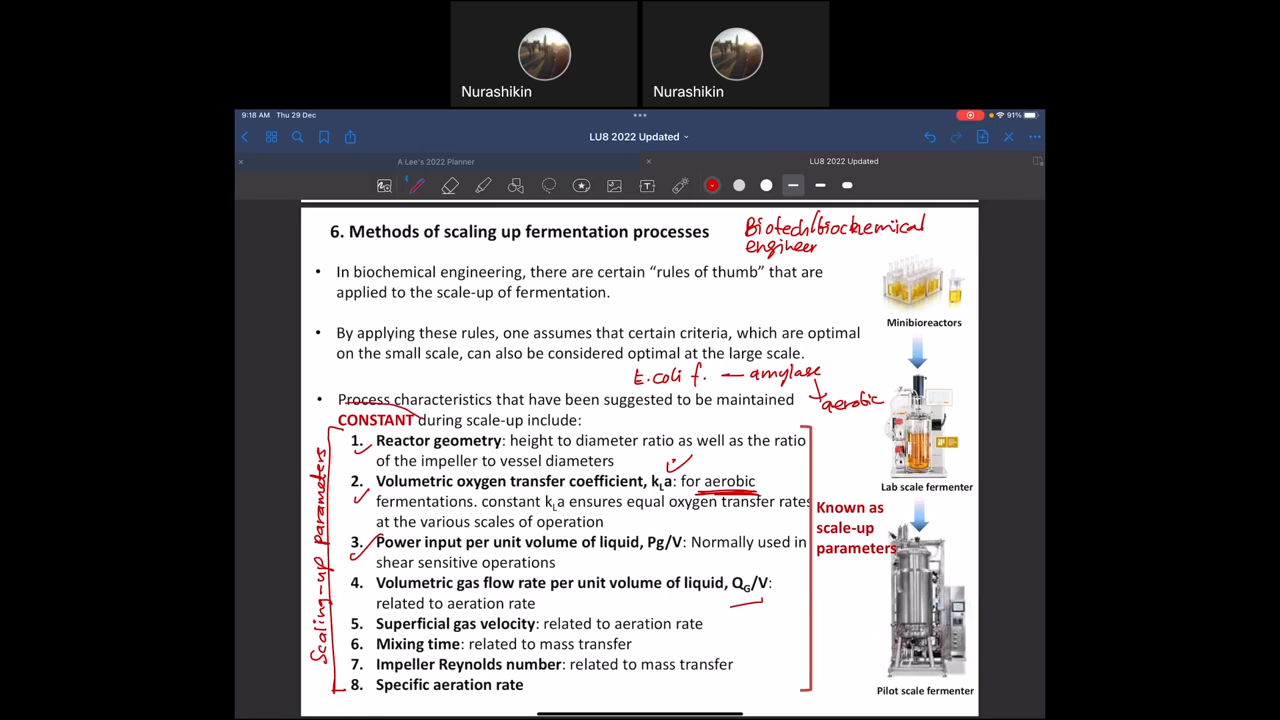 Nurashikin
Nurashikin
9:18 AM Thu 29 Dec
91%
LU8 2022 Updated
A Lee's 2022 Planner
LU8 2022 Updated
6. Methods of scaling up fermentation processes
Biotech/biochemical
engineer
• In biochemical engineering, there are certain “rules of thumb” that are
applied to the scale-up of fermentation.
Minibioreactors
• By applying these rules, one assumes that certain criteria, which are optimal
on the small scale, can also be considered optimal at the large scale.
E.coli f. — amylase
aerobic
• Process characteristics that have been suggested to be maintained
CONSTANT during scale-up include:
1. Reactor geometry: height to diameter ratio as well as the ratio
of the impeller to vessel diameters
2. Volumetric oxygen transfer coefficient, kLa: for aerobic
fermentations. constant kLa ensures equal oxygen transfer rates
at the various scales of operation
3. Power input per unit volume of liquid, Pg/V: Normally used in
shear sensitive operations
4. Volumetric gas flow rate per unit volume of liquid, QG/V:
related to aeration rate
5. Superficial gas velocity: related to aeration rate
6. Mixing time: related to mass transfer
7. Impeller Reynolds number: related to mass transfer
8. Specific aeration rate
Scaling-up parameters
Known as
scale-up
parameters
Lab scale fermenter
Pilot scale fermenter